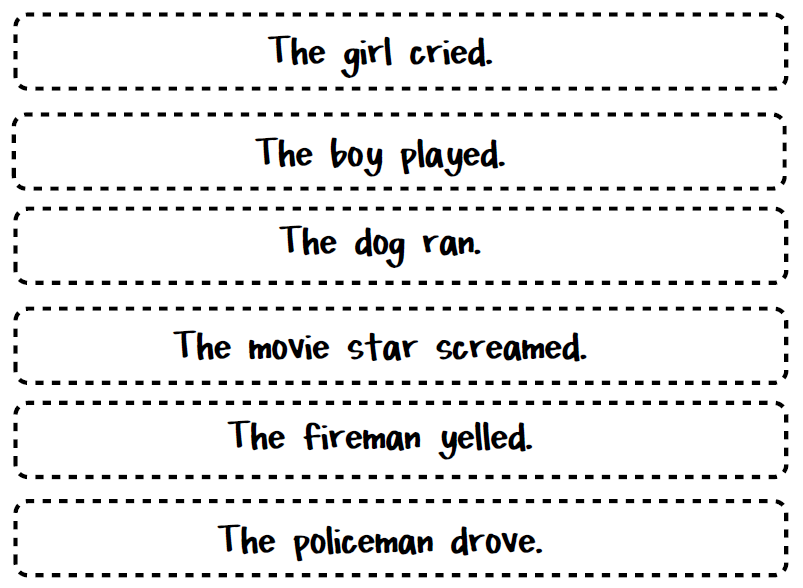 The girl cried.
The boy played.
The dog ran.
The movie star screamed.
The fireman yelled.
The policeman drove.